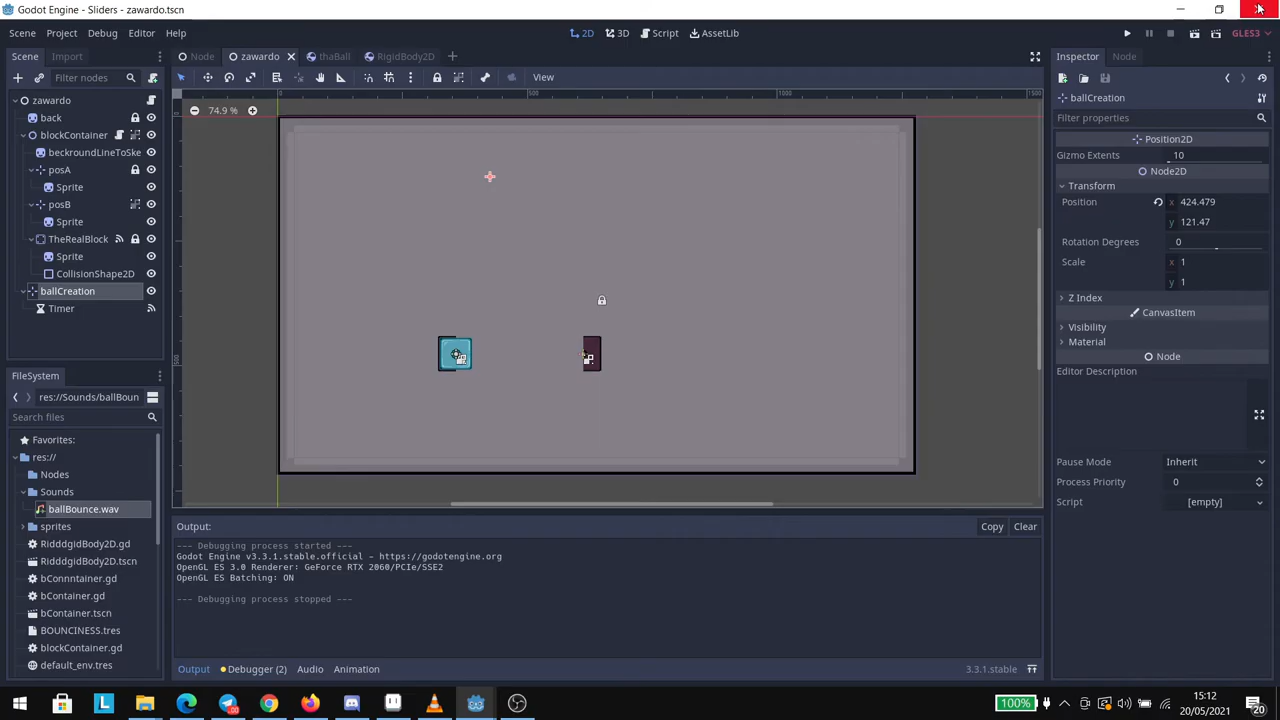 Godot Engine - Sliders - zawardo.tscn
Scene Project Debug Editor Help
2D 3D Script AssetLib
GLES3
Scene Import
Node zawardo thaBall RigidBody2D
Inspector Node
Filter nodes
View
zawardo
back
blockContainer
beckroundLineToSke
posA
Sprite
posB
Sprite
TheRealBlock
Sprite
CollisionShape2D
ballCreation
Timer
0 500 1000 1500
74.9 %
500
ballCreation
Filter properties
Position2D
Gizmo Extents 10
Node2D
Transform
Position x 424.479
y 121.47
Rotation Degrees 0
Scale x 1
y 1
Z Index
CanvasItem
Visibility
Material
Node
Editor Description
Pause Mode Inherit
Process Priority 0
Script [empty]
FileSystem
res://Sounds/ballBoun
Search files
Favorites:
res://
Nodes
Sounds
ballBounce.wav
sprites
RidddgidBody2D.gd
RidddgidBody2D.tscn
bConnntainer.gd
bContainer.gd
bContainer.tscn
BOUNCINESS.tres
blockContainer.gd
default_env.tres
Output:
Copy Clear
--- Debugging process started ---
Godot Engine v3.3.1.stable.official - https://godotengine.org
OpenGL ES 3.0 Renderer: GeForce RTX 2060/PCIe/SSE2
OpenGL ES Batching: ON
--- Debugging process stopped ---
Output Debugger (2) Audio Animation
3.3.1.stable
L
100%
15:12
20/05/2021
20